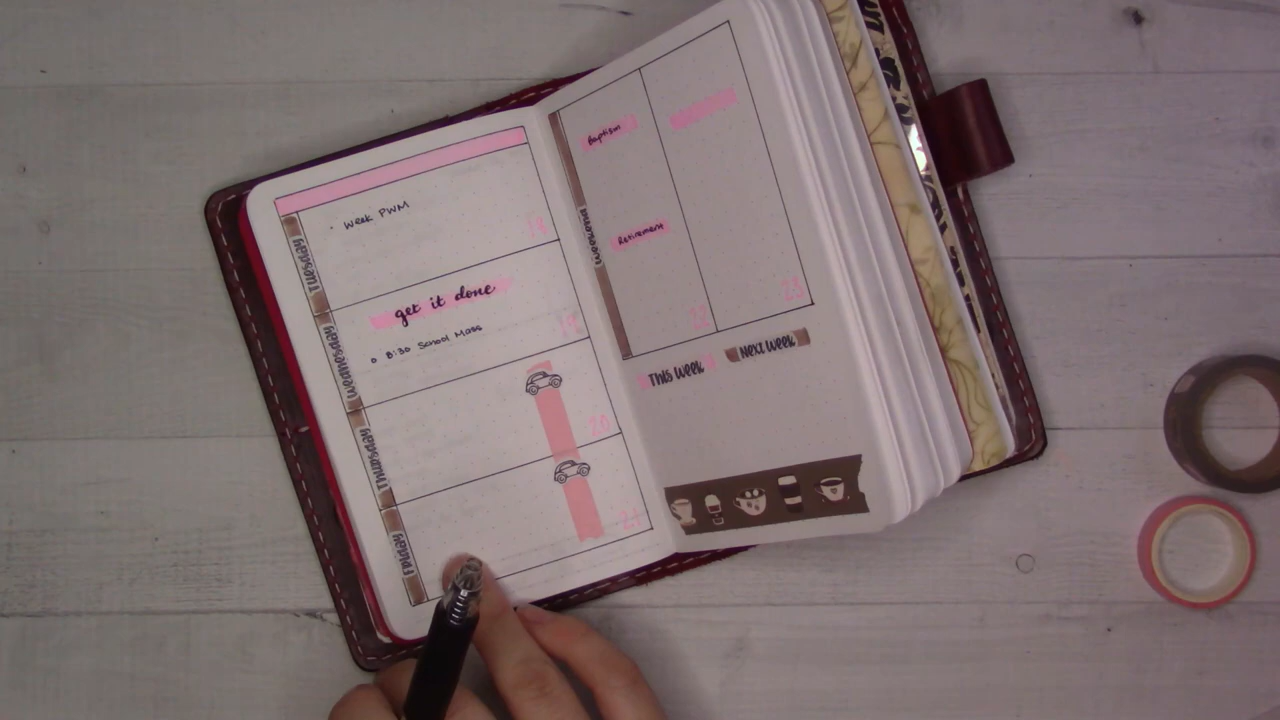 Tuesday
• Week PWM
18
Wednesday
get it done
o 8:30 School Mass
19
Thursday
20
Friday
21
Weekend
Baptism
Retirement
22
23
This Week
Next Week